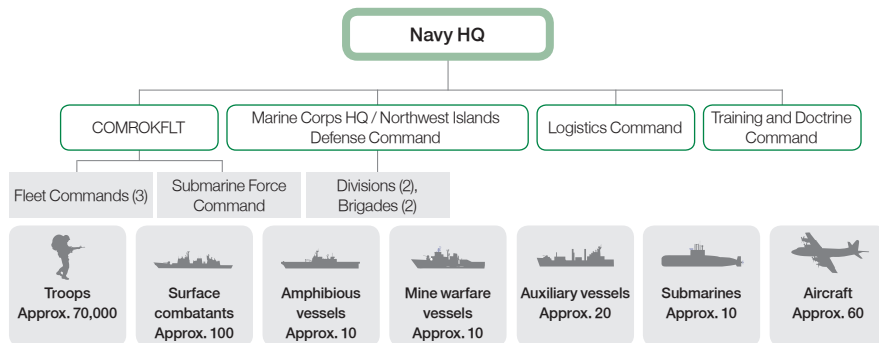 Navy HQ
COMROKFLT
Marine Corps HQ / Northwest Islands
Defense Command
Logistics Command
Training and Doctrine
Command
Fleet Commands (3)
Submarine Force
Command
Divisions (2),
Brigades (2)
Troops
Approx. 70,000
Surface
combatants
Approx. 100
Amphibious
vessels
Approx. 10
Mine warfare
vessels
Approx. 10
Auxiliary vessels
Approx. 20
Submarines
Approx. 10
Aircraft
Approx. 60